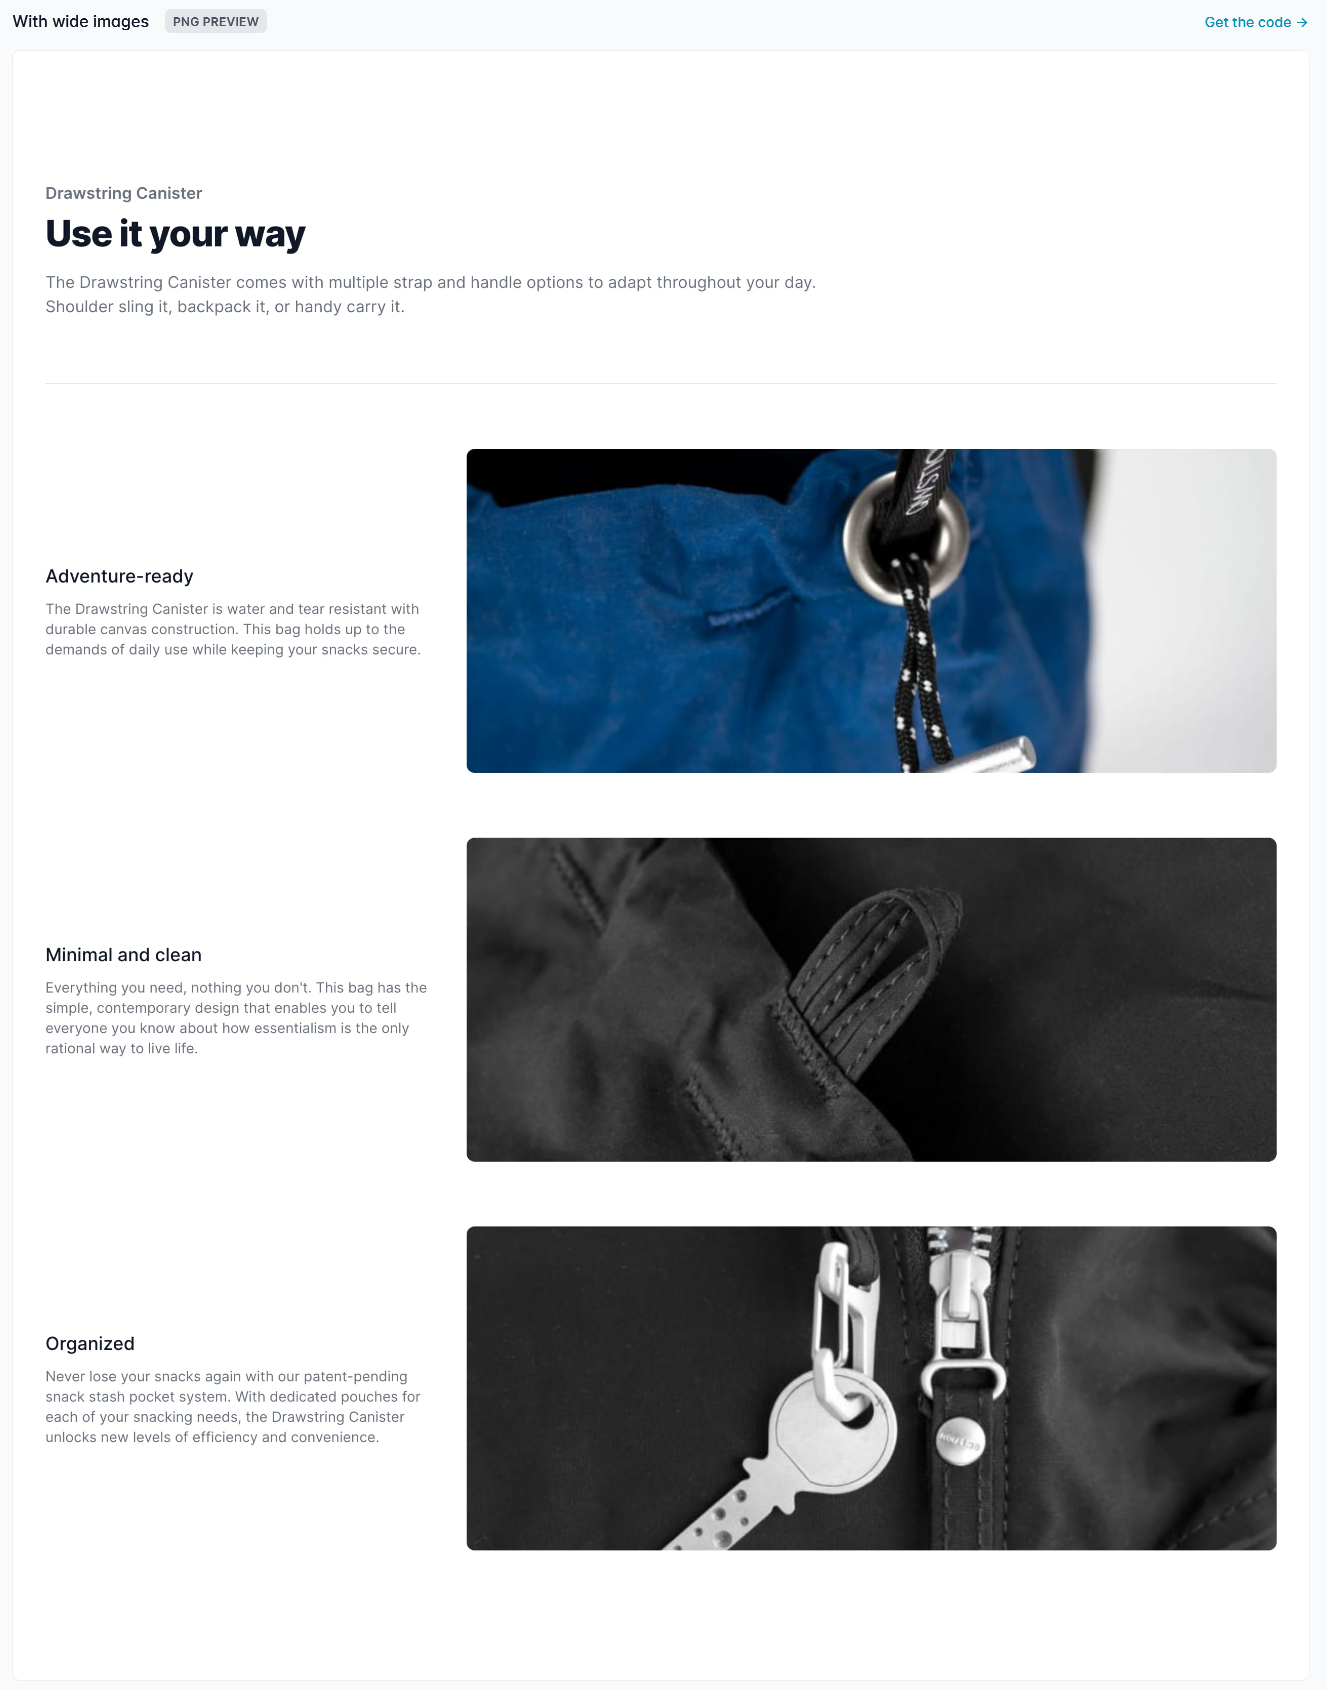 With wide images
PNG PREVIEW
Get the code →
Drawstring Canister
Use it your way
The Drawstring Canister comes with multiple strap and handle options to adapt throughout your day.
Shoulder sling it, backpack it, or handy carry it.
Adventure-ready
The Drawstring Canister is water and tear resistant with
durable canvas construction. This bag holds up to the
demands of daily use while keeping your snacks secure.
Minimal and clean
Everything you need, nothing you don't. This bag has the
simple, contemporary design that enables you to tell
everyone you know about how essentialism is the only
rational way to live life.
Organized
Never lose your snacks again with our patent-pending
snack stash pocket system. With dedicated pouches for
each of your snacking needs, the Drawstring Canister
unlocks new levels of efficiency and convenience.